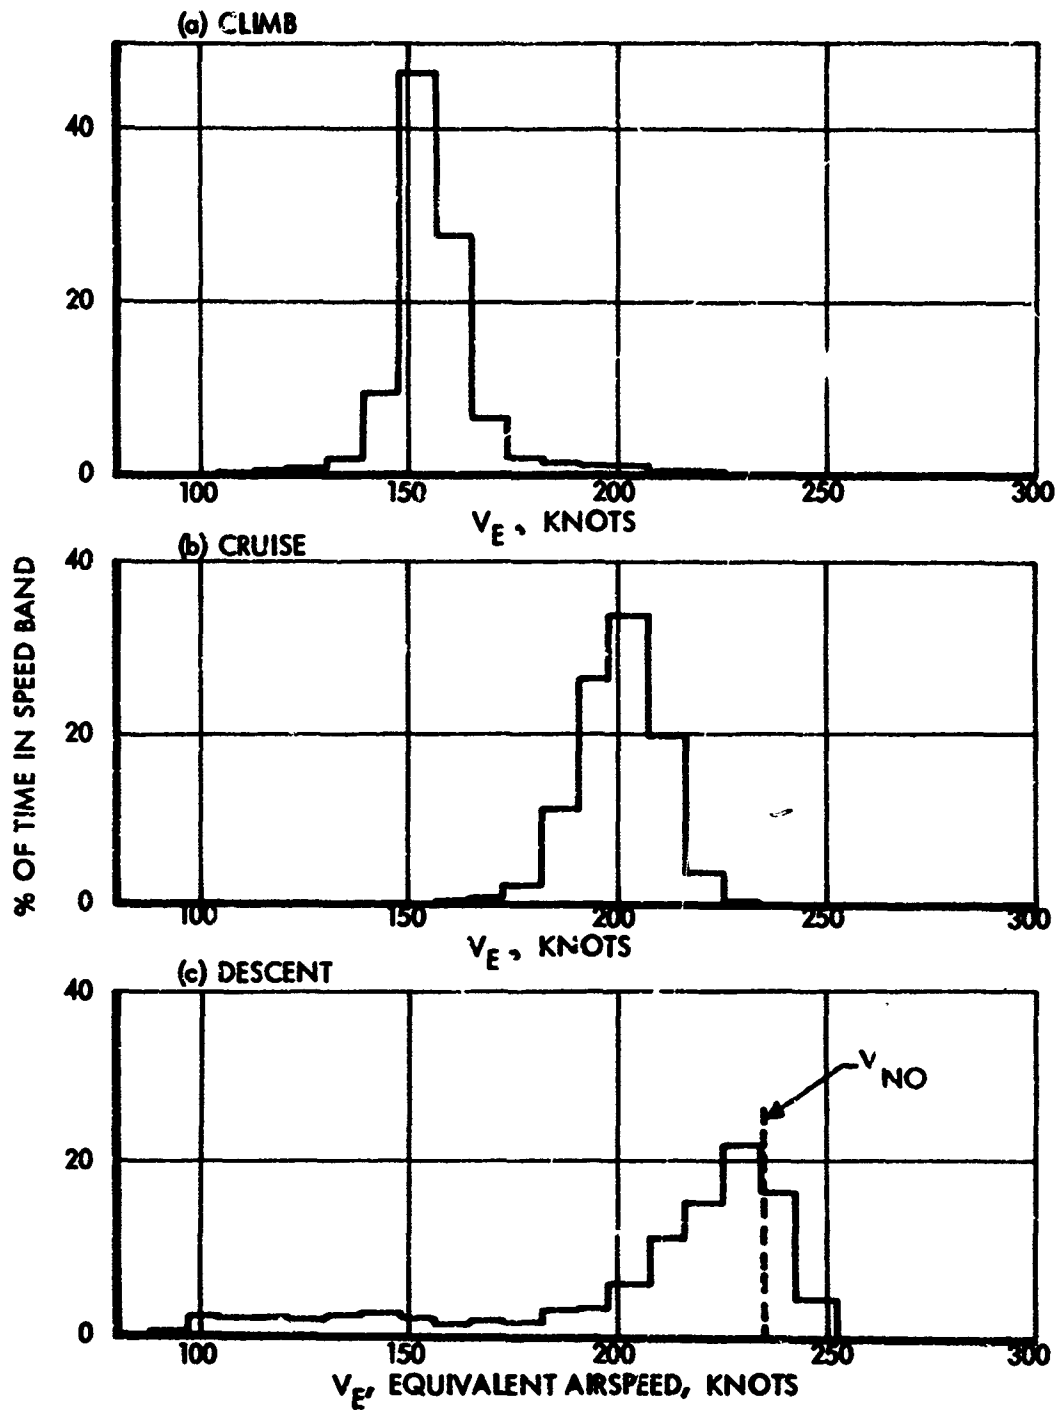 (a) CLIMB
40
20
0
100 150 200 250 300
V_E, KNOTS
(b) CRUISE
% OF TIME IN SPEED BAND
40
20
0
100 150 200 250 300
V_E, KNOTS
(c) DESCENT
40
V_NO
20
0
100 150 200 250 300
V_E, EQUIVALENT AIRSPEED, KNOTS